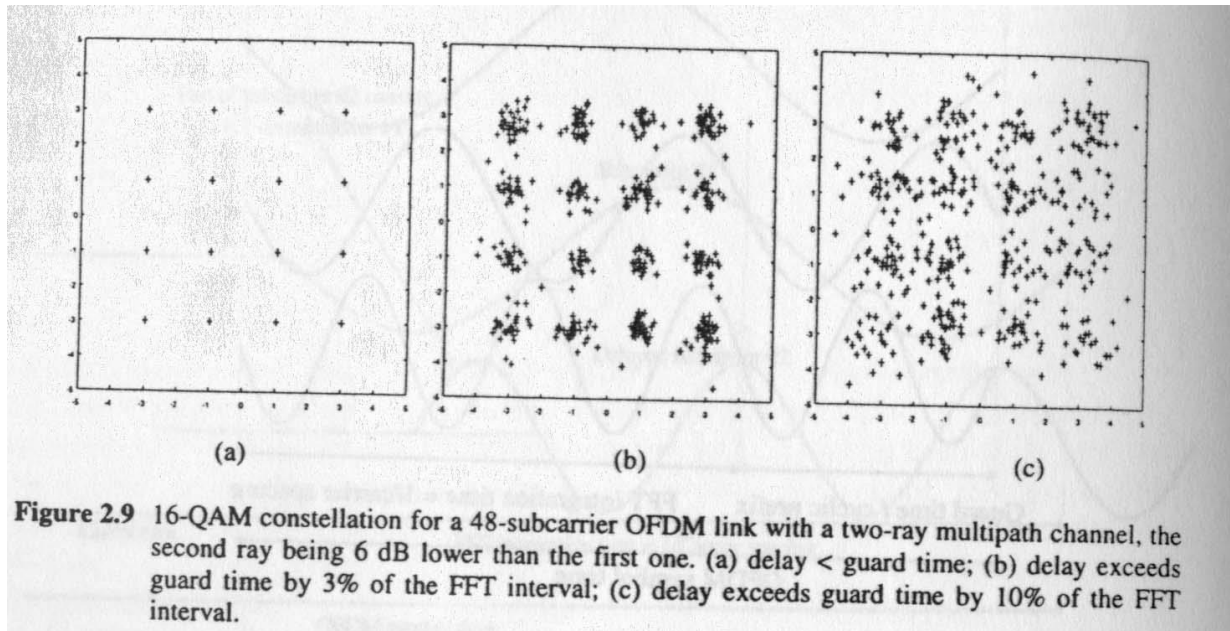 (a)
(b)
(c)
Figure 2.9 16-QAM constellation for a 48-subcarrier OFDM link with a two-ray multipath channel, the
second ray being 6 dB lower than the first one. (a) delay < guard time; (b) delay exceeds
guard time by 3% of the FFT interval; (c) delay exceeds guard time by 10% of the FFT
interval.